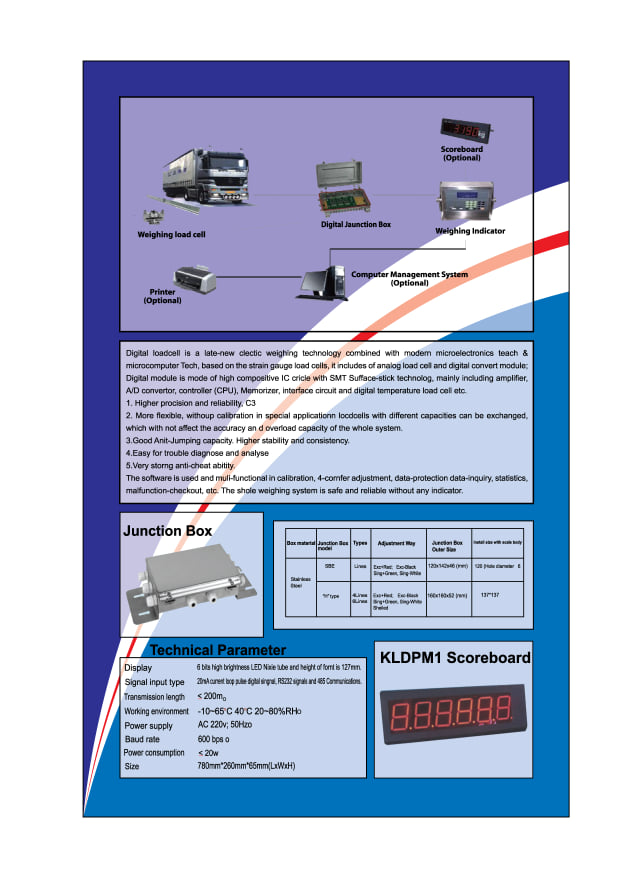 Scoreboard
(Optional)
Digital Jaunction Box
Weighing load cell
Weighing Indicator
Computer Management System
(Optional)
Printer
(Optional)
Digital loadcell is a late-new clectic weighing technology combined with modern microelectronics teach &
microcomputer Tech, based on the strain gauge load cells, it includes of analog load cell and digital convert module;
Digital module is mode of high compositive IC cricle with SMT Sufface-stick technolog, mainly including amplifier,
A/D convertor, controller (CPU), Memorizer, interface circuit and digital temperature load cell etc.
1. Higher procision and reliability, C3
2. More flexible, withoup calibration in special applicationn locdcells with different capacities can be exchanged,
which with not affect the accuracy an d overload capacity of the whole system.
3.Good Anit-Jumping capacity. Higher stability and consistency.
4.Easy for trouble diagnose and analyse
5.Very storng anti-cheat abitity.
The software is used and muli-functional in calibration, 4-cornfer adjustment, data-protection data-inquiry, statistics,
malfunction-checkout, etc. The shole weighing system is safe and reliable without any indicator.
Junction Box
Box material Junction Box model Types Adjustment Way Junction Box Outer Size Install size with scale body
Stainless Steel
SBE Lines Exc+Red; Exc-Black Sing+Green, Sing-White 120x142x46 (mm) 120 (Hole diameter 6
"H" type 4Lines 6Lines Exc+Red; Exc-Black Sing+Green, Sing-White Sheiled 160x160x52 (mm) 137*137
Technical Parameter
Display 6 bits high brightness LED Nixie tube and height of fornt is 127mm.
Signal input type 20mA current loop pulse digital singnal, RS232 signals and 485 Communications.
Transmission length < 200m
Working environment -10~65°C 40°C 20~80%RHo
Power supply AC 220v; 50Hzo
Baud rate 600 bps o
Power consumption < 20w
Size 780mm*260mm*65mm(LxWxH)
KLDPM1 Scoreboard
8.8.8.8.8.8.